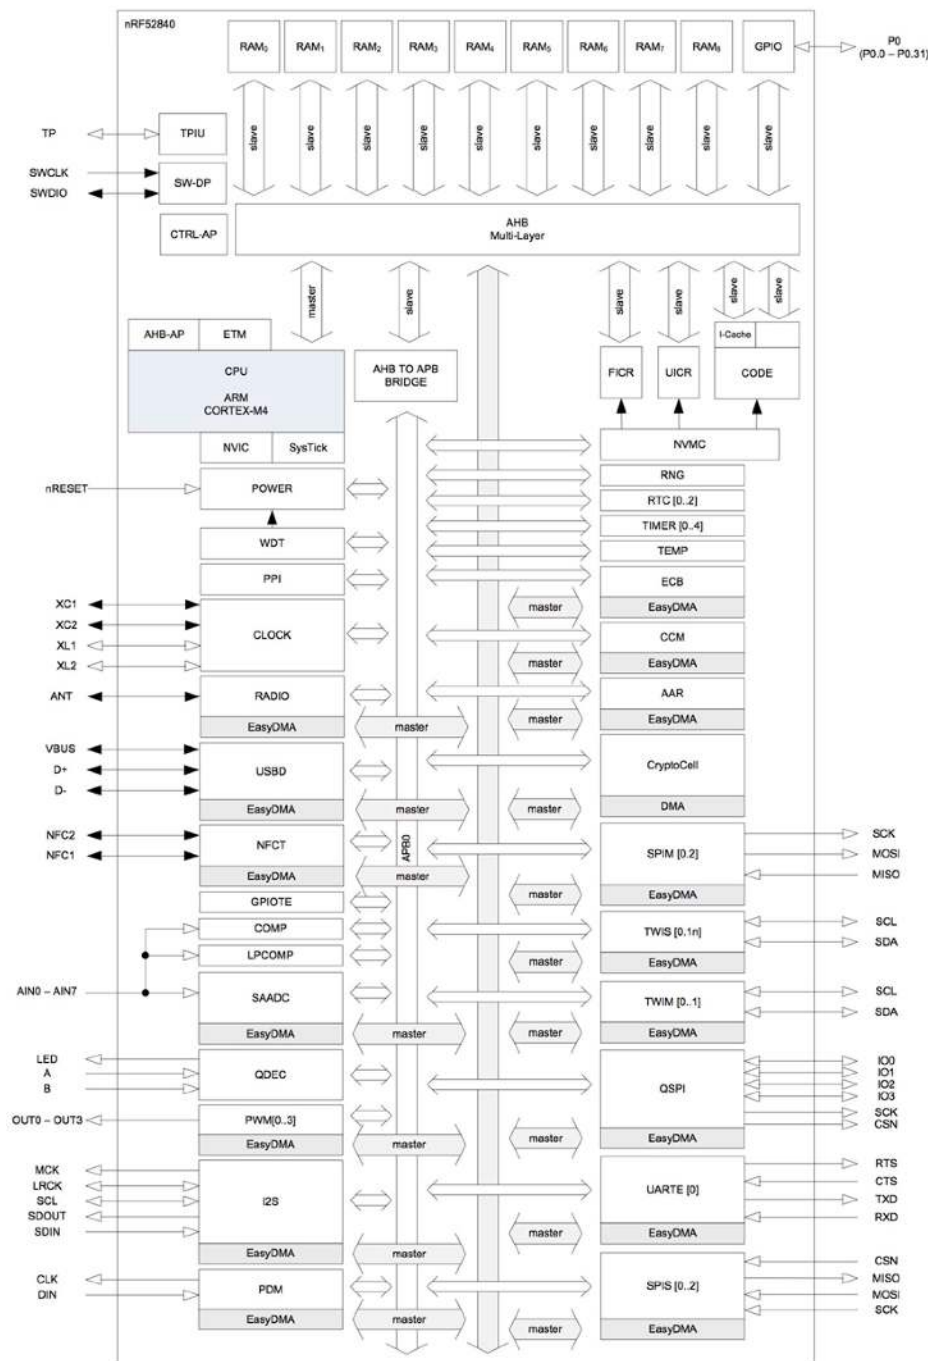 nRF52840
RAM0
RAM1
RAM2
RAM3
RAM4
RAM5
RAM6
RAM7
RAM8
GPIO
P0
(P0.0 – P0.31)
slave
slave
slave
slave
slave
slave
slave
slave
slave
slave
TP
TPIU
SWCLK
SWDIO
SW-DP
CTRL-AP
AHB
Multi-Layer
master
slave
slave
slave
slave
slave
AHB-AP
ETM
CPU
ARM
CORTEX-M4
NVIC
SysTick
AHB TO APB
BRIDGE
FICR
UICR
I-Cache
CODE
NVMC
nRESET
POWER
RNG
RTC [0..2]
WDT
TIMER [0..4]
TEMP
PPI
ECB
master
EasyDMA
XC1
XC2
XL1
XL2
CLOCK
CCM
master
EasyDMA
ANT
RADIO
AAR
EasyDMA
master
master
EasyDMA
VBUS
D+
D-
USBD
CryptoCell
EasyDMA
master
master
DMA
NFC2
NFC1
NFCT
APB0
SPIM [0.2]
SCK
MOSI
MISO
EasyDMA
master
master
EasyDMA
GPIOTE
COMP
LPCOMP
TWIS [0.1n]
SCL
SDA
master
EasyDMA
AIN0 – AIN7
SAADC
TWIM [0..1]
SCL
SDA
EasyDMA
master
master
EasyDMA
LED
A
B
QDEC
QSPI
IO0
IO1
IO2
IO3
SCK
CSN
OUT0 – OUT3
PWM[0..3]
EasyDMA
master
master
EasyDMA
MCK
LRCK
SCL
SDOUT
SDIN
I2S
UARTE [0]
RTS
CTS
TXD
RXD
master
EasyDMA
EasyDMA
master
CLK
DIN
PDM
SPIS [0..2]
CSN
MISO
MOSI
SCK
EasyDMA
master
master
EasyDMA